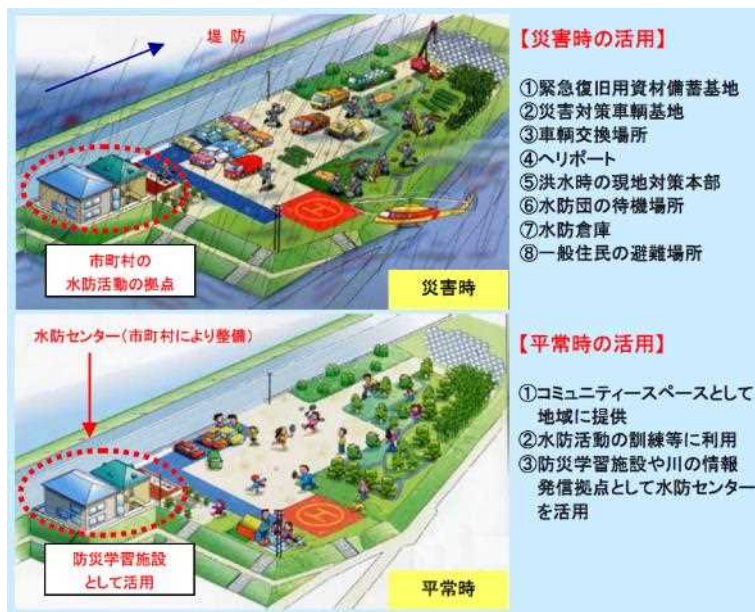 堤 防
市町村の
水防活動の拠点
災害時
【災害時の活用】
①緊急復旧用資材備蓄基地
②災害対策車輌基地
③車輌交換場所
④ヘリポート
⑤洪水時の現地対策本部
⑥水防団の待機場所
⑦水防倉庫
⑧一般住民の避難場所
水防センター（市町村により整備）
防災学習施設
として活用
平常時
【平常時の活用】
①コミュニティースペースとして
地域に提供
②水防活動の訓練等に利用
③防災学習施設や川の情報
発信拠点として水防センター
を活用